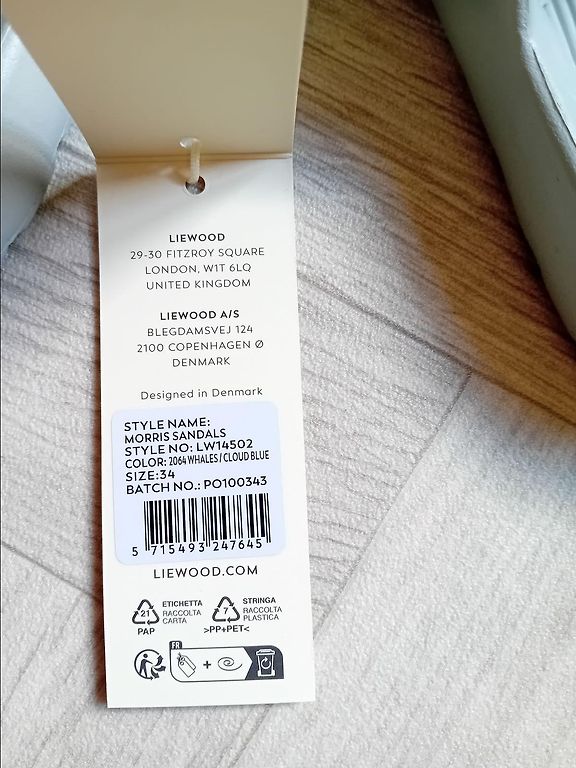 LIEWOOD
29-30 FITZROY SQUARE
LONDON, W1T 6LQ
UNITED KINGDOM
LIEWOOD A/S
BLEGDAMSVEJ 124
2100 COPENHAGEN Ø
DENMARK
Designed in Denmark
STYLE NAME:
MORRIS SANDALS
STYLE NO: LW14502
COLOR: 2064 WHALES / CLOUD BLUE
SIZE:34
BATCH NO.: PO100343
5 715493 247645
LIEWOOD.COM
21
PAP
ETICHETTA
RACCOLTA
CARTA
7
>PP+PET<
STRINGA
RACCOLTA
PLASTICA
FR
+